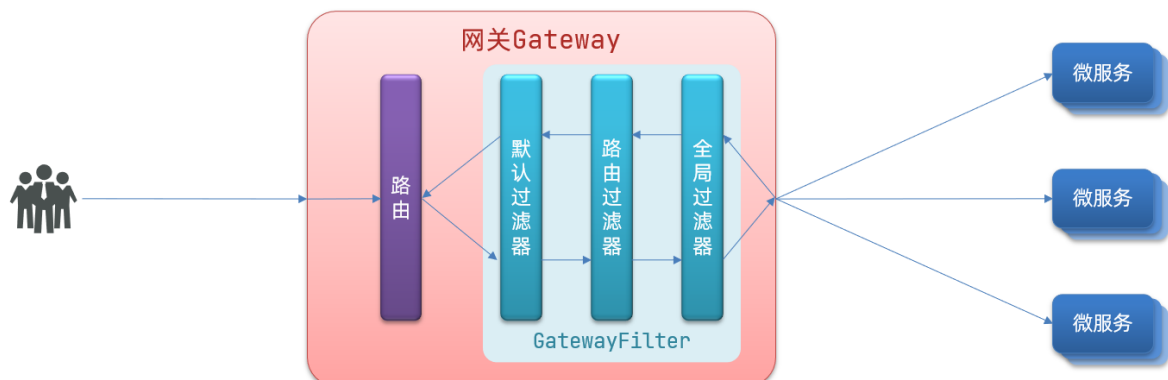 网关Gateway
路由
默认过滤器
路由过滤器
全局过滤器
GatewayFilter
微服务
微服务
微服务